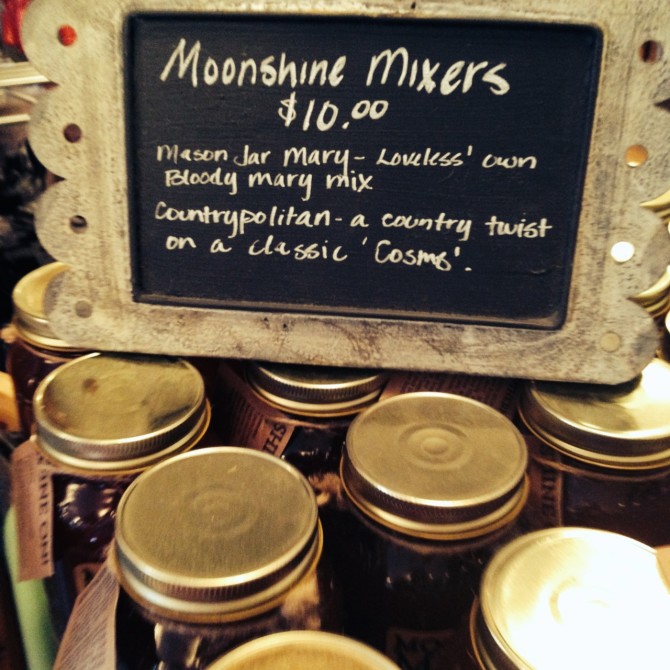 Moonshine Mixers
$10.00
Mason Jar Mary - Loveless' own
Bloody mary mix
Countrypolitan - a country twist
on a classic 'Cosmo'.